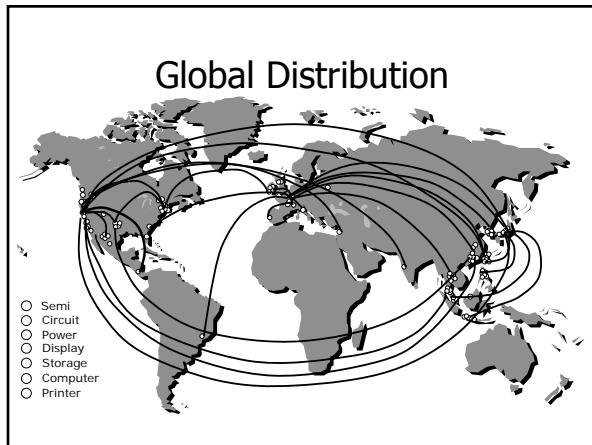 Global Distribution
Semi
Circuit
Power
Display
Storage
Computer
Printer